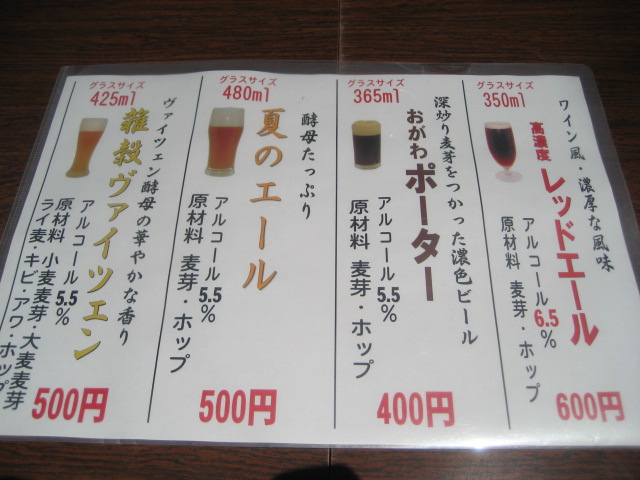 ワイン風・濃厚な風味
高濃度 レッドエール
グラスサイズ
350ml
アルコール 6.5%
原材料 麦芽・ホップ
600円
深炒り麦芽をつかった濃色ビール
おがわポーター
グラスサイズ
365ml
アルコール 5.5%
原材料 麦芽・ホップ
400円
酵母たっぷり
夏のエール
グラスサイズ
480ml
アルコール 5.5%
原材料 麦芽・ホップ
500円
ヴァイツェン酵母の華やかな香り
雑穀ヴァイツェン
グラスサイズ
425ml
アルコール 5.5%
原材料 小麦麦芽・大麦麦芽
ライ麦・キビ・アワ・ホップ
500円